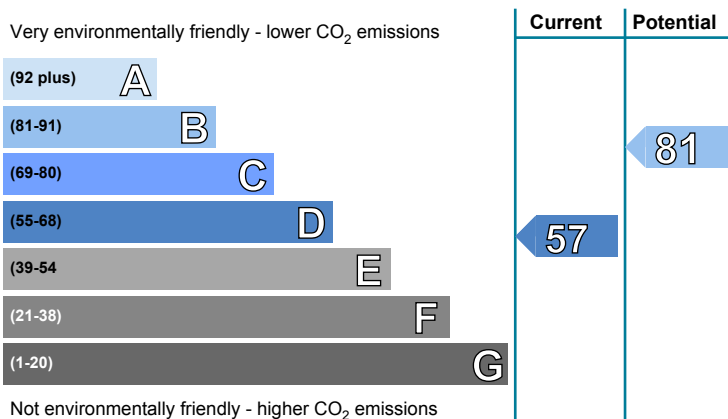 Current Potential
Very environmentally friendly - lower CO2 emissions
(92 plus) A
(81-91) B
81
(69-80) C
(55-68) D
57
(39-54 E
(21-38) F
(1-20) G
Not environmentally friendly - higher CO2 emissions